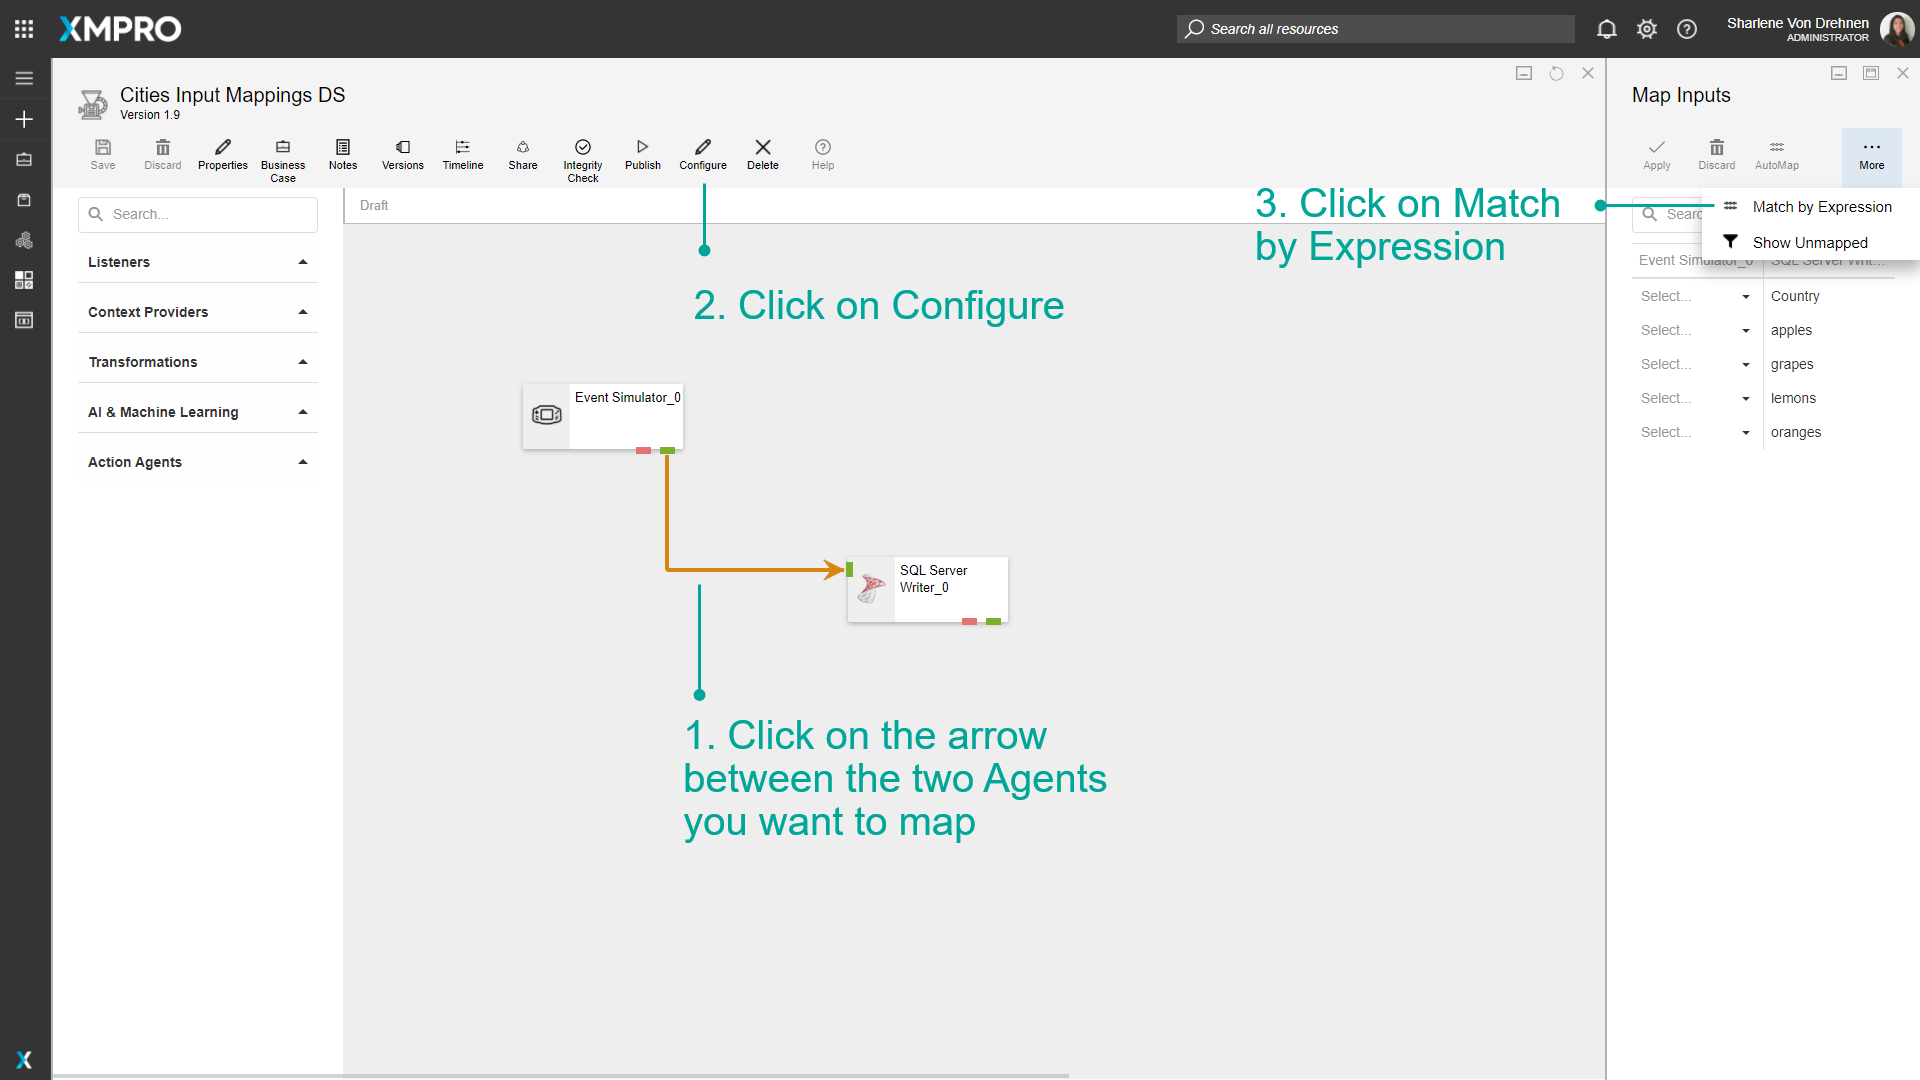 XMPRO
Search all resources
Sharlene Von Drehnen
ADMINISTRATOR
Cities Input Mappings DS
Version 1.9
Save
Discard
Properties
Business
Case
Notes
Versions
Timeline
Share
Integrity
Check
Publish
Configure
Delete
Help
Map Inputs
Apply
Discard
AutoMap
More
Search...
Draft
3. Click on Match
by Expression
Match by Expression
Show Unmapped
Listeners
Context Providers
Transformations
AI & Machine Learning
Action Agents
2. Click on Configure
Event Simulator_0
SQL Server
Writer_0
1. Click on the arrow
between the two Agents
you want to map
Searc
Event Simulator_0
SQL Server Writ...
Select...
Country
Select...
apples
Select...
grapes
Select...
lemons
Select...
oranges